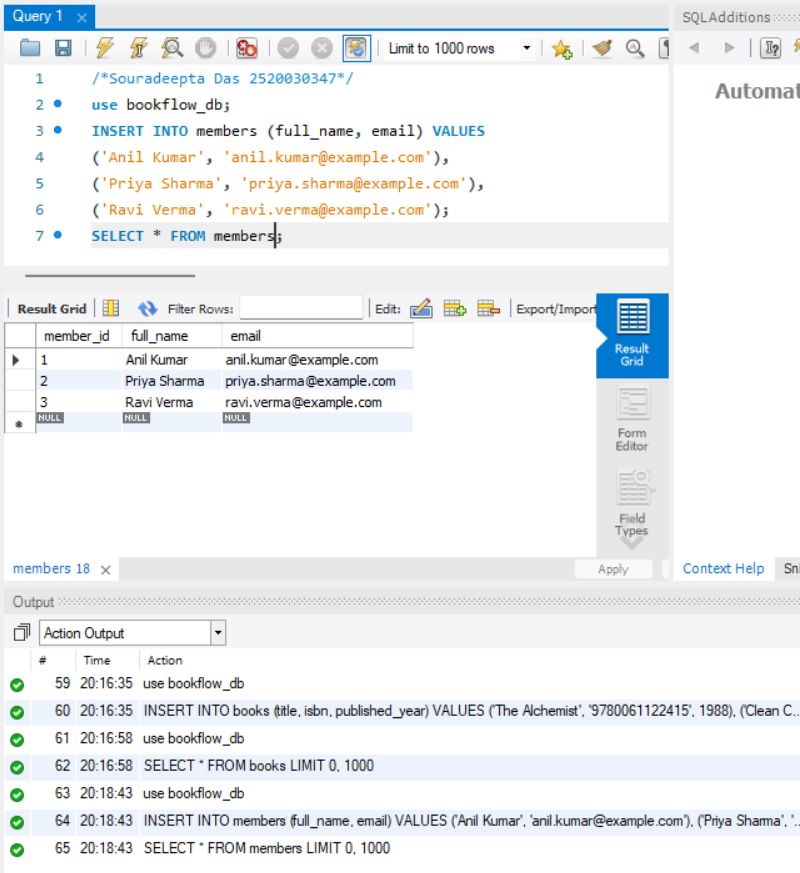 Query 1
SQLAdditions
Limit to 1000 rows
Automat
1 /*Souradeepta Das 2520030347*/
2 use bookflow_db;
3 INSERT INTO members (full_name, email) VALUES
4 ('Anil Kumar', 'anil.kumar@example.com'),
5 ('Priya Sharma', 'priya.sharma@example.com'),
6 ('Ravi Verma', 'ravi.verma@example.com');
7 SELECT * FROM members;
Result Grid Filter Rows: Edit: Export/Import
member_id full_name email
1 Anil Kumar anil.kumar@example.com
2 Priya Sharma priya.sharma@example.com
3 Ravi Verma ravi.verma@example.com
NULL NULL NULL
Result
Grid
Form
Editor
Field
Types
members 18
Apply
Context Help Sni
Output
Action Output
# Time Action
59 20:16:35 use bookflow_db
60 20:16:35 INSERT INTO books (title, isbn, published_year) VALUES ('The Alchemist', '9780061122415', 1988), ('Clean C...
61 20:16:58 use bookflow_db
62 20:16:58 SELECT * FROM books LIMIT 0, 1000
63 20:18:43 use bookflow_db
64 20:18:43 INSERT INTO members (full_name, email) VALUES ('Anil Kumar', 'anil.kumar@example.com'), ('Priya Sharma', '...
65 20:18:43 SELECT * FROM members LIMIT 0, 1000